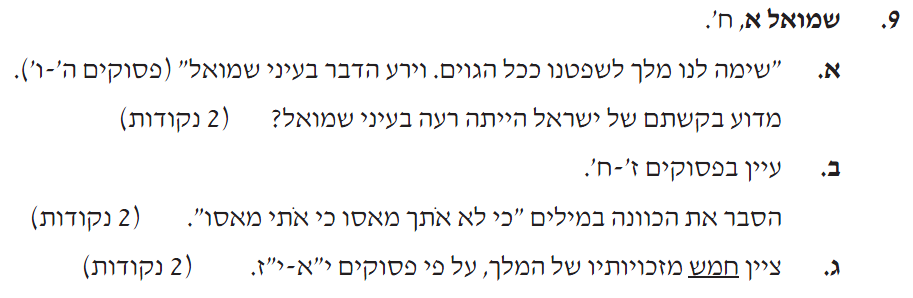 9. שמואל א, ח'.
א. "שימה לנו מלך לשפטנו ככל הגוים. וירע הדבר בעיני שמואל" (פסוקים ה'-ו').
מדוע בקשתם של ישראל הייתה רעה בעיני שמואל? (2 נקודות)
ב. עיין בפסוקים ז'-ח'.
הסבר את הכוונה במילים "כי לא אֹתך מאסו כי אֹתי מאסו". (2 נקודות)
ג. ציין חמש מזכויותיו של המלך, על פי פסוקים י"א-י"ז. (2 נקודות)